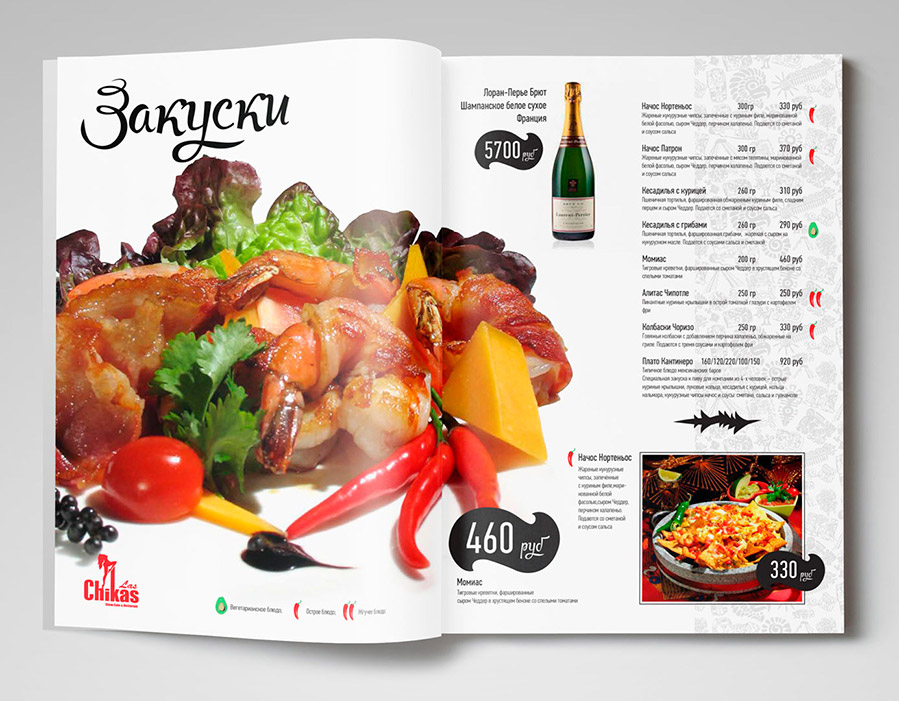 Закуски
Las
Chikas
Вегетарианское блюдо,
Острое блюдо,
Жгучее блюдо
Лоран-Перье Брют
Шампанское белое сухое
Франция
5700 руб
Laurent-Perrier
Начос Нортеньос 300гр 330 руб
Жареные кукурузные чипсы, запечённые с куриным филе, маринованной
белой фасолью, сыром Чеддер, перчиком халапеньо. Подаются со сметаной
и соусом сальса
Начос Патрон 300 гр 370 руб
Жареные кукурузные чипсы, запечённые с мясом телятины, маринованной
белой фасолью, сыром Чеддер, перчиком халапеньо. Подаются со сметаной
и соусом сальса
Кесадилья с курицей 260 гр 310 руб
Пшеничная тортилья, фаршированная обжаренным куриным филе, сладким
перцем и сыром Чеддер. Подаётся со сметаной и соусом сальса
Кесадилья с грибами 260гр 290 руб
Пшеничная тортилья, фаршированная грибами, жареная с сыром на
кукурузном масле. Подаётся с соусами сальса и сметаной
Момиас 200 гр 460 руб
Тигровые креветки, фаршированные сыром Чеддер в хрустящем беконе со
спелыми томатами
Алитас Чипотле 250 гр 250 руб
Пикантные куриные крылышки в острой томатной глазури с картофелем
фри
Колбаски Чоризо 250 гр 330 руб
Говяжьи колбаски с добавлением перчика халапеньо, обжаренные на
гриле. Подаются с тремя соусами и картофелем фри
Плато Кантинеро 160/120/220/100/150 920 руб
Типичное блюдо мексиканских баров
Специальная закуска к пиву для компании из 4-х человек – острые
куриные крылышки, луковые кольца, кесадилья с курицей, кольца
кальмара, кукурузные чипсы начос и соусы: сметана, сальса и гуакамоле
Начос Нортеньос
Жареные кукурузные
чипсы, запечённые
с куриным филе,мари-
нованной белой
фасолью,сыром Чеддер,
перчиком халапеньо.
Подаются со сметаной
и соусом сальса
460 руб
Момиас
Тигровые креветки, фаршированные
сыром Чеддер в хрустящем беконе со спелыми томатами
330 руб